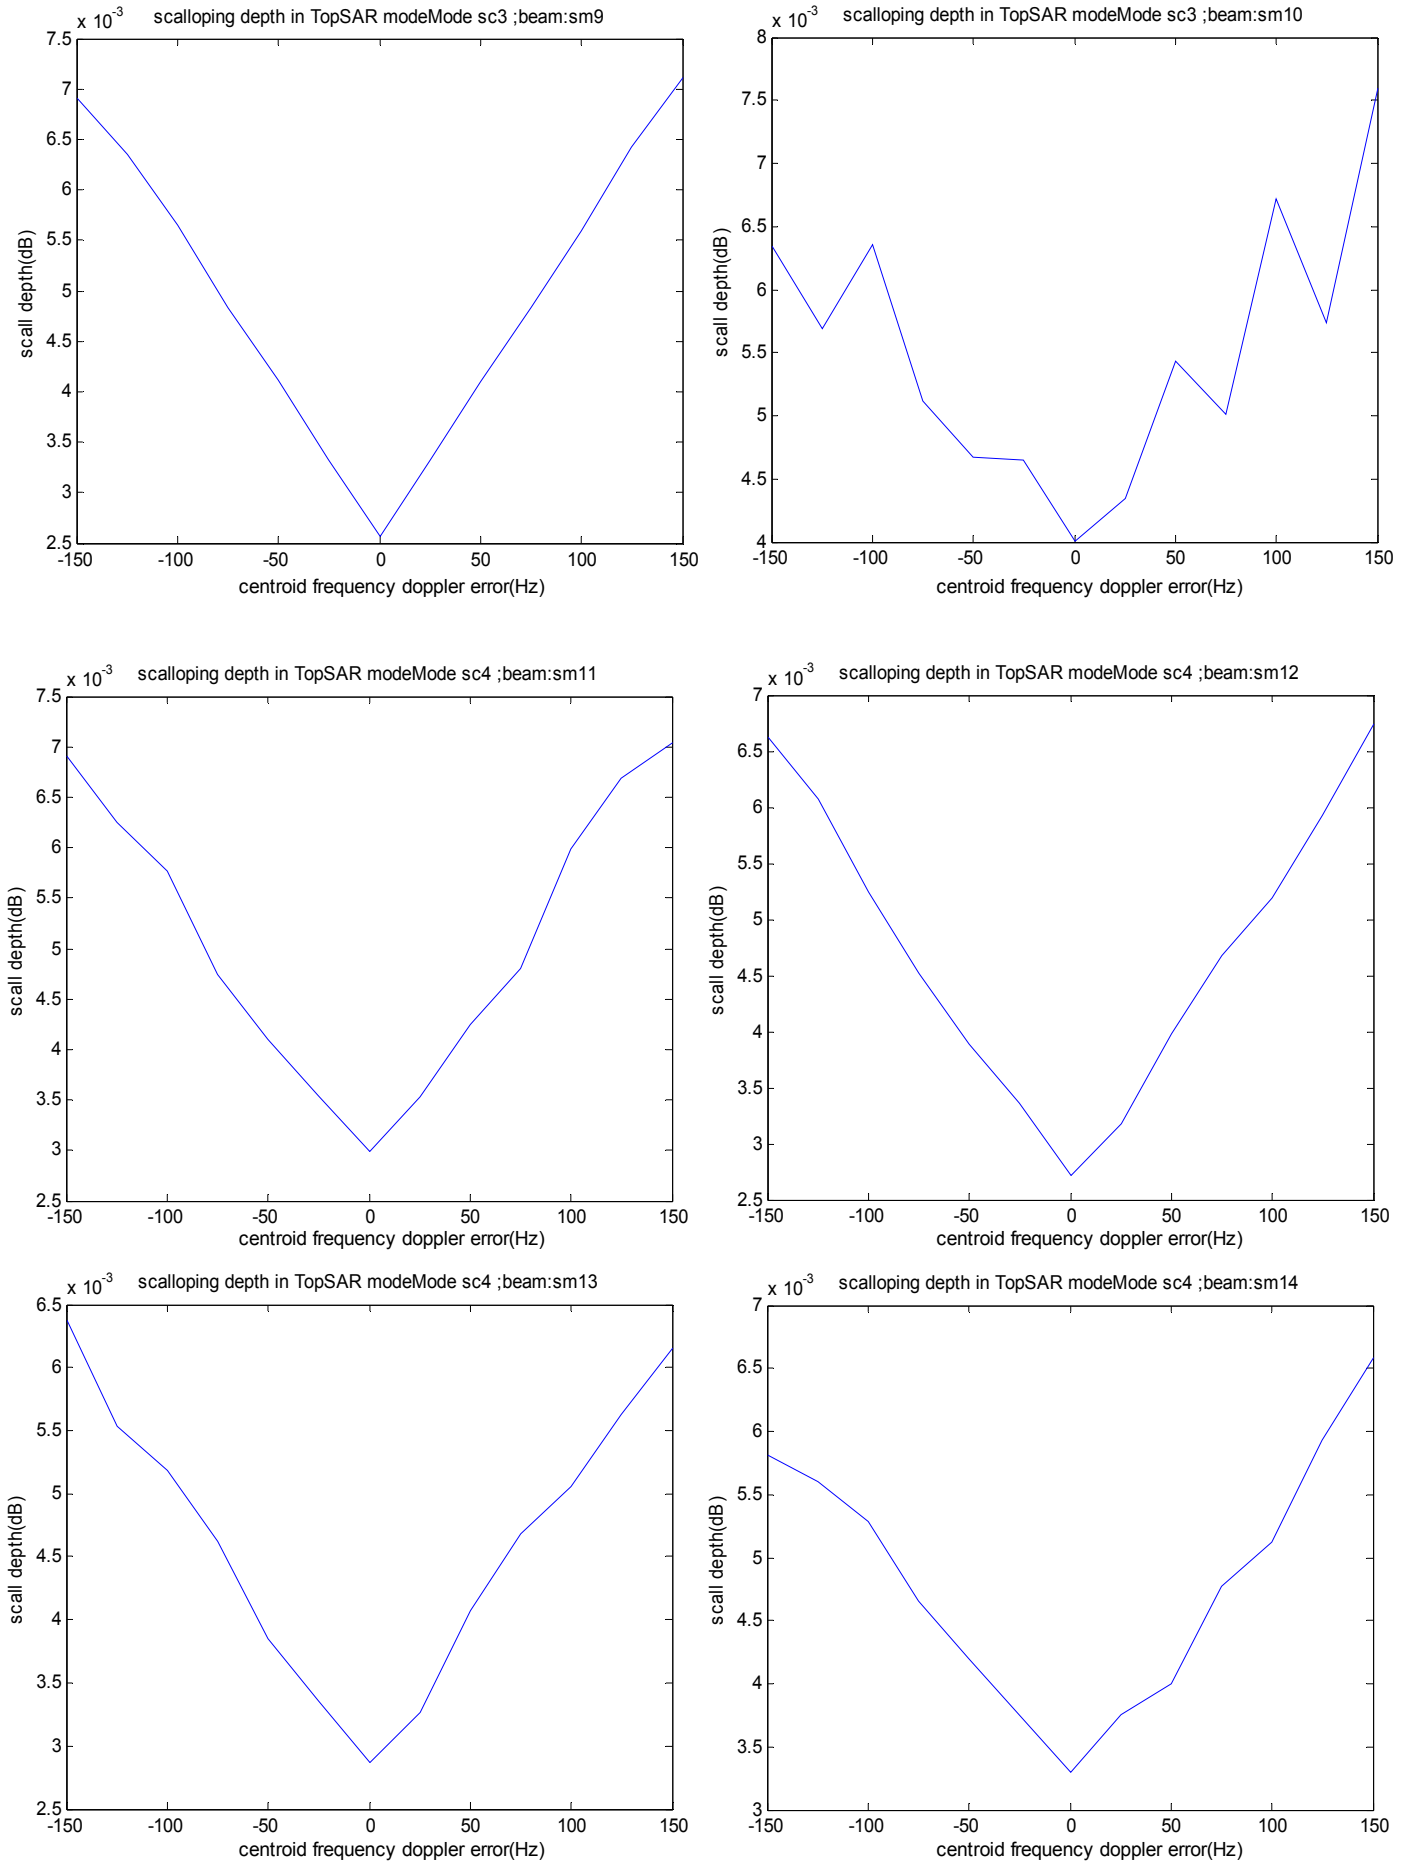 x 10-3
scalloping depth in TopSAR modeMode sc3 ;beam:sm9
7.5
7
6.5
6
5.5
5
4.5
4
3.5
3
2.5
scall depth(dB)
-150 -100 -50 0 50 100 150
centroid frequency doppler error(Hz)
x 10-3
scalloping depth in TopSAR modeMode sc3 ;beam:sm10
8
7.5
7
6.5
6
5.5
5
4.5
4
scall depth(dB)
-150 -100 -50 0 50 100 150
centroid frequency doppler error(Hz)
x 10-3
scalloping depth in TopSAR modeMode sc4 ;beam:sm11
7.5
7
6.5
6
5.5
5
4.5
4
3.5
3
2.5
scall depth(dB)
-150 -100 -50 0 50 100 150
centroid frequency doppler error(Hz)
x 10-3
scalloping depth in TopSAR modeMode sc4 ;beam:sm12
7
6.5
6
5.5
5
4.5
4
3.5
3
2.5
scall depth(dB)
-150 -100 -50 0 50 100 150
centroid frequency doppler error(Hz)
x 10-3
scalloping depth in TopSAR modeMode sc4 ;beam:sm13
6.5
6
5.5
5
4.5
4
3.5
3
2.5
scall depth(dB)
-150 -100 -50 0 50 100 150
centroid frequency doppler error(Hz)
x 10-3
scalloping depth in TopSAR modeMode sc4 ;beam:sm14
7
6.5
6
5.5
5
4.5
4
3.5
3
scall depth(dB)
-150 -100 -50 0 50 100 150
centroid frequency doppler error(Hz)